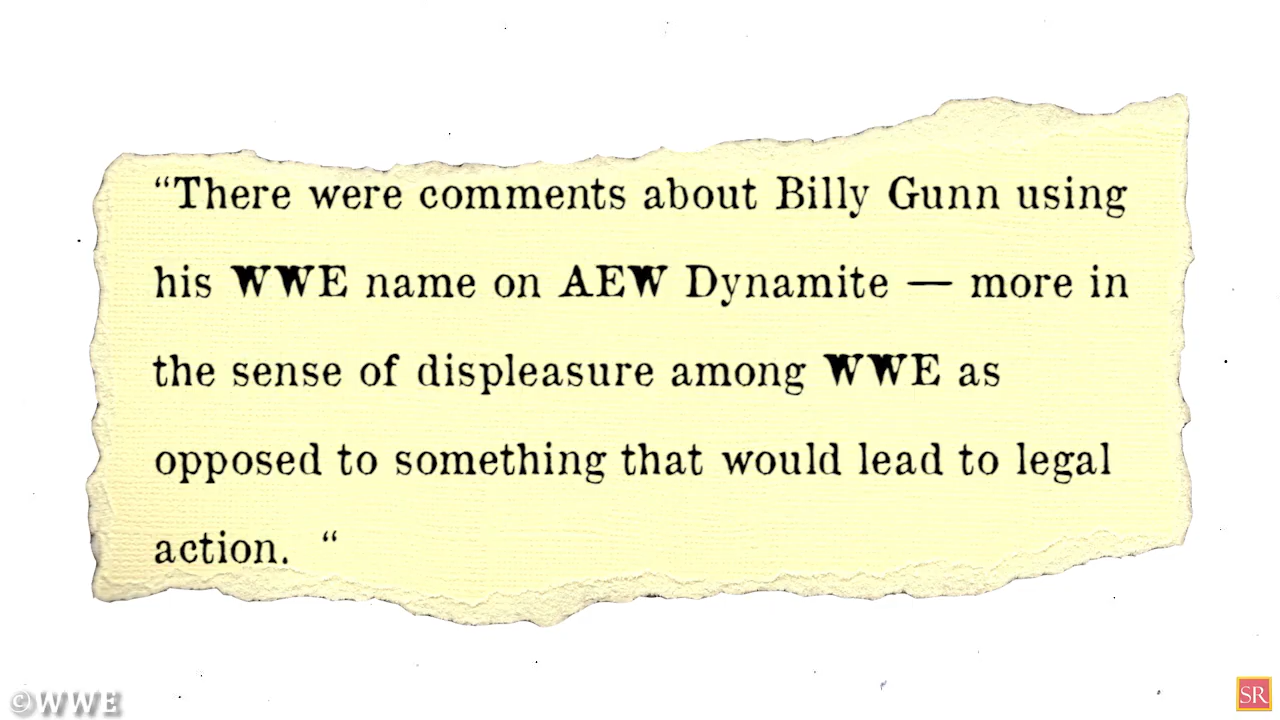 “There were comments about Billy Gunn using
his WWE name on AEW Dynamite — more in
the sense of displeasure among WWE as
opposed to something that would lead to legal
action. “
©WWE
SR